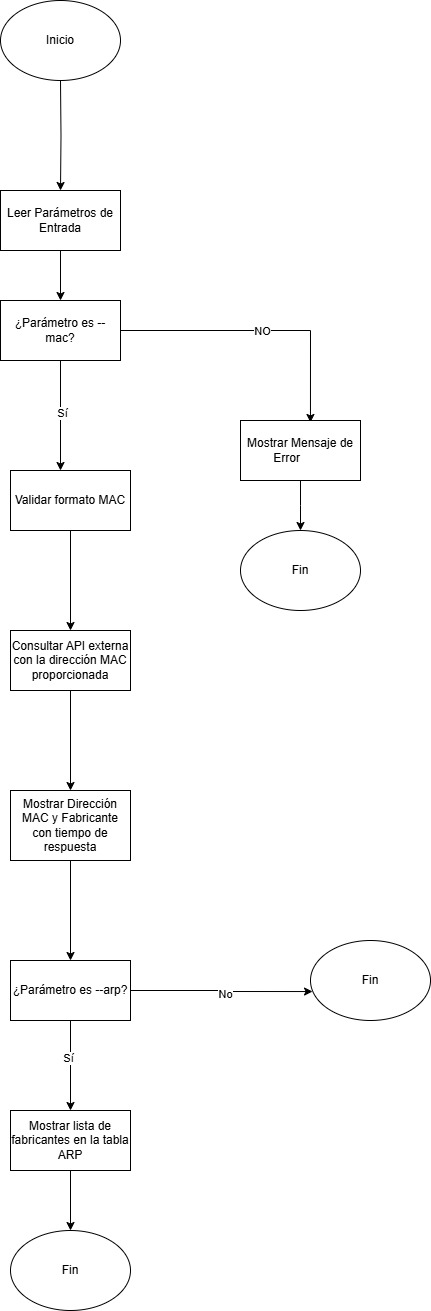 Inicio
Leer Parámetros de
Entrada
¿Parámetro es --
mac?
NO
Sí
Mostrar Mensaje de
Error
Validar formato MAC
Fin
Consultar API externa
con la dirección MAC
proporcionada
Mostrar Dirección
MAC y Fabricante
con tiempo de
respuesta
¿Parámetro es --arp?
No
Fin
Sí
Mostrar lista de
fabricantes en la tabla
ARP
Fin